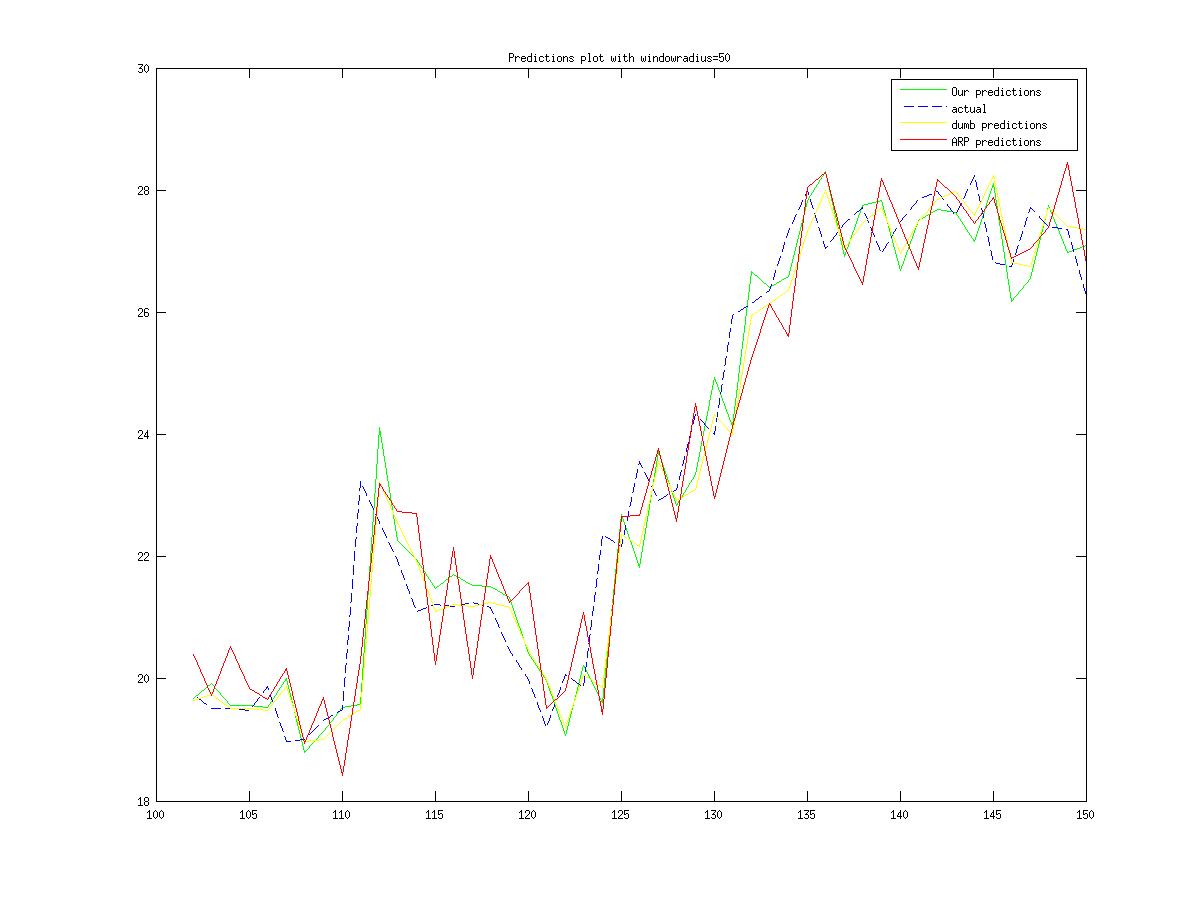 Predictions plot with windowradius=50
30
Our predictions
actual
dumb predictions
ARP predictions
28
26
24
22
20
18
100 105 110 115 120 125 130 135 140 145 150